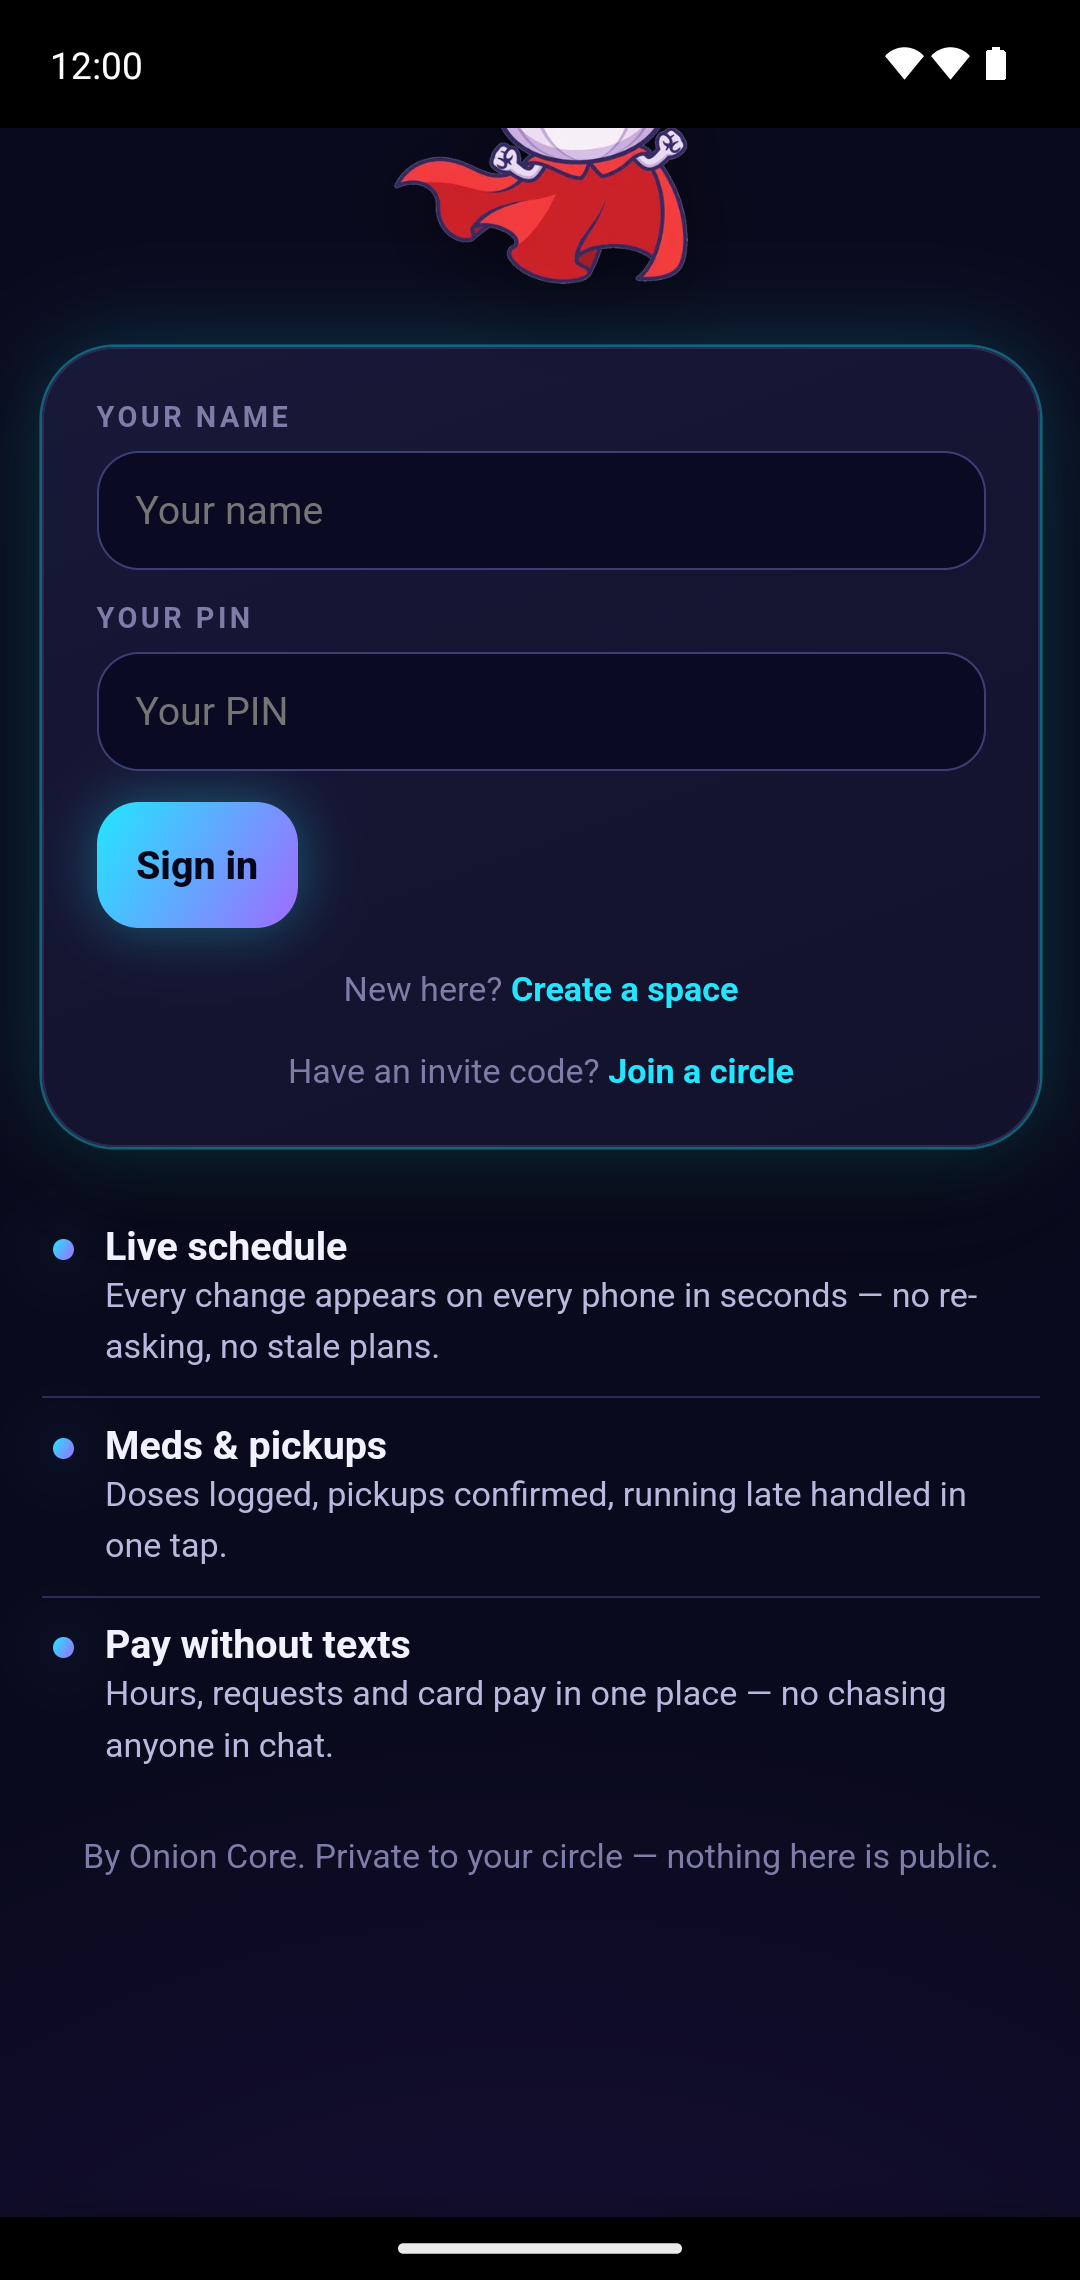 12:00
YOUR NAME
Your name
YOUR PIN
Your PIN
Sign in
New here? Create a space
Have an invite code? Join a circle
Live schedule
Every change appears on every phone in seconds — no re-
asking, no stale plans.
Meds & pickups
Doses logged, pickups confirmed, running late handled in
one tap.
Pay without texts
Hours, requests and card pay in one place — no chasing
anyone in chat.
By Onion Core. Private to your circle — nothing here is public.